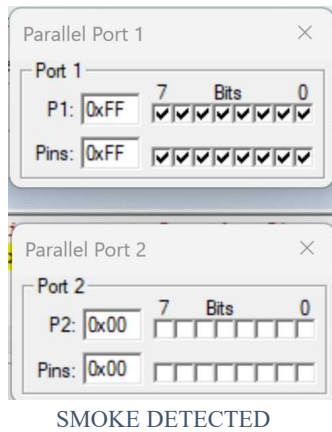 Parallel Port 1
Port 1
7 Bits 0
P1: 0xFF
Pins: 0xFF
Parallel Port 2
Port 2
7 Bits 0
P2: 0x00
Pins: 0x00
SMOKE DETECTED